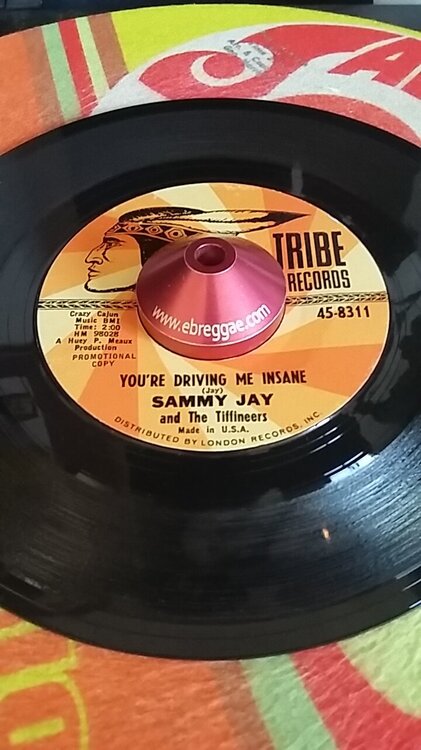 TRIBE
RECORDS
45-8311
www.ebreggae.com
Crazy Cajun
Music BMI
Time: 2:00
HM 98028
A Huey P. Meaux
Production
PROMOTIONAL
COPY
YOU'RE DRIVING ME INSANE
(Jay)
SAMMY JAY
and The Tiffineers
Made in U.S.A.
DISTRIBUTED BY LONDON RECORDS, INC.